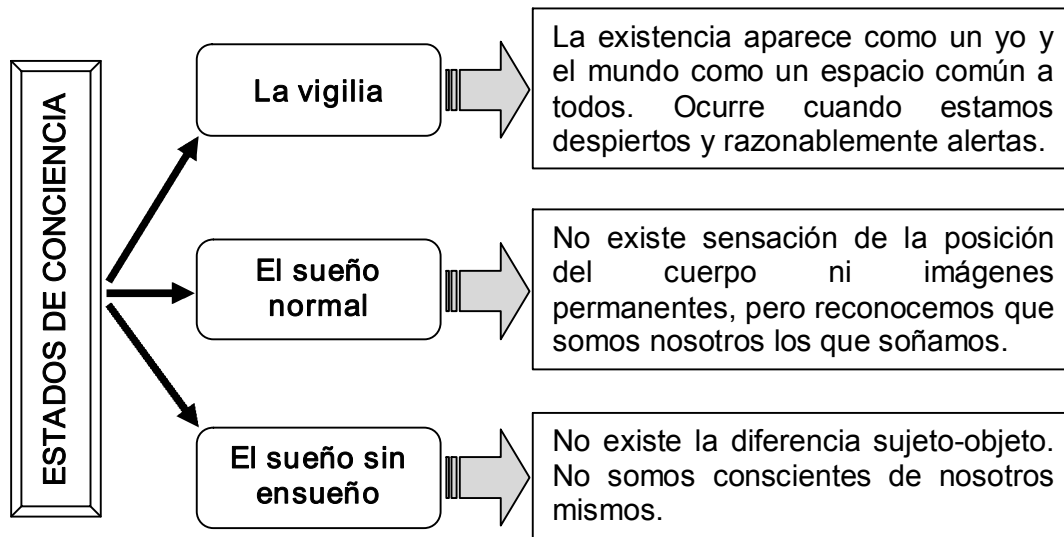 ESTADOS DE CONCIENCIA
La vigilia
La existencia aparece como un yo y
el mundo como un espacio común a
todos. Ocurre cuando estamos
despiertos y razonablemente alertas.
El sueño
normal
No existe sensación de la posición
del cuerpo ni imágenes
permanentes, pero reconocemos que
somos nosotros los que soñamos.
El sueño sin
ensueño
No existe la diferencia sujeto-objeto.
No somos conscientes de nosotros
mismos.